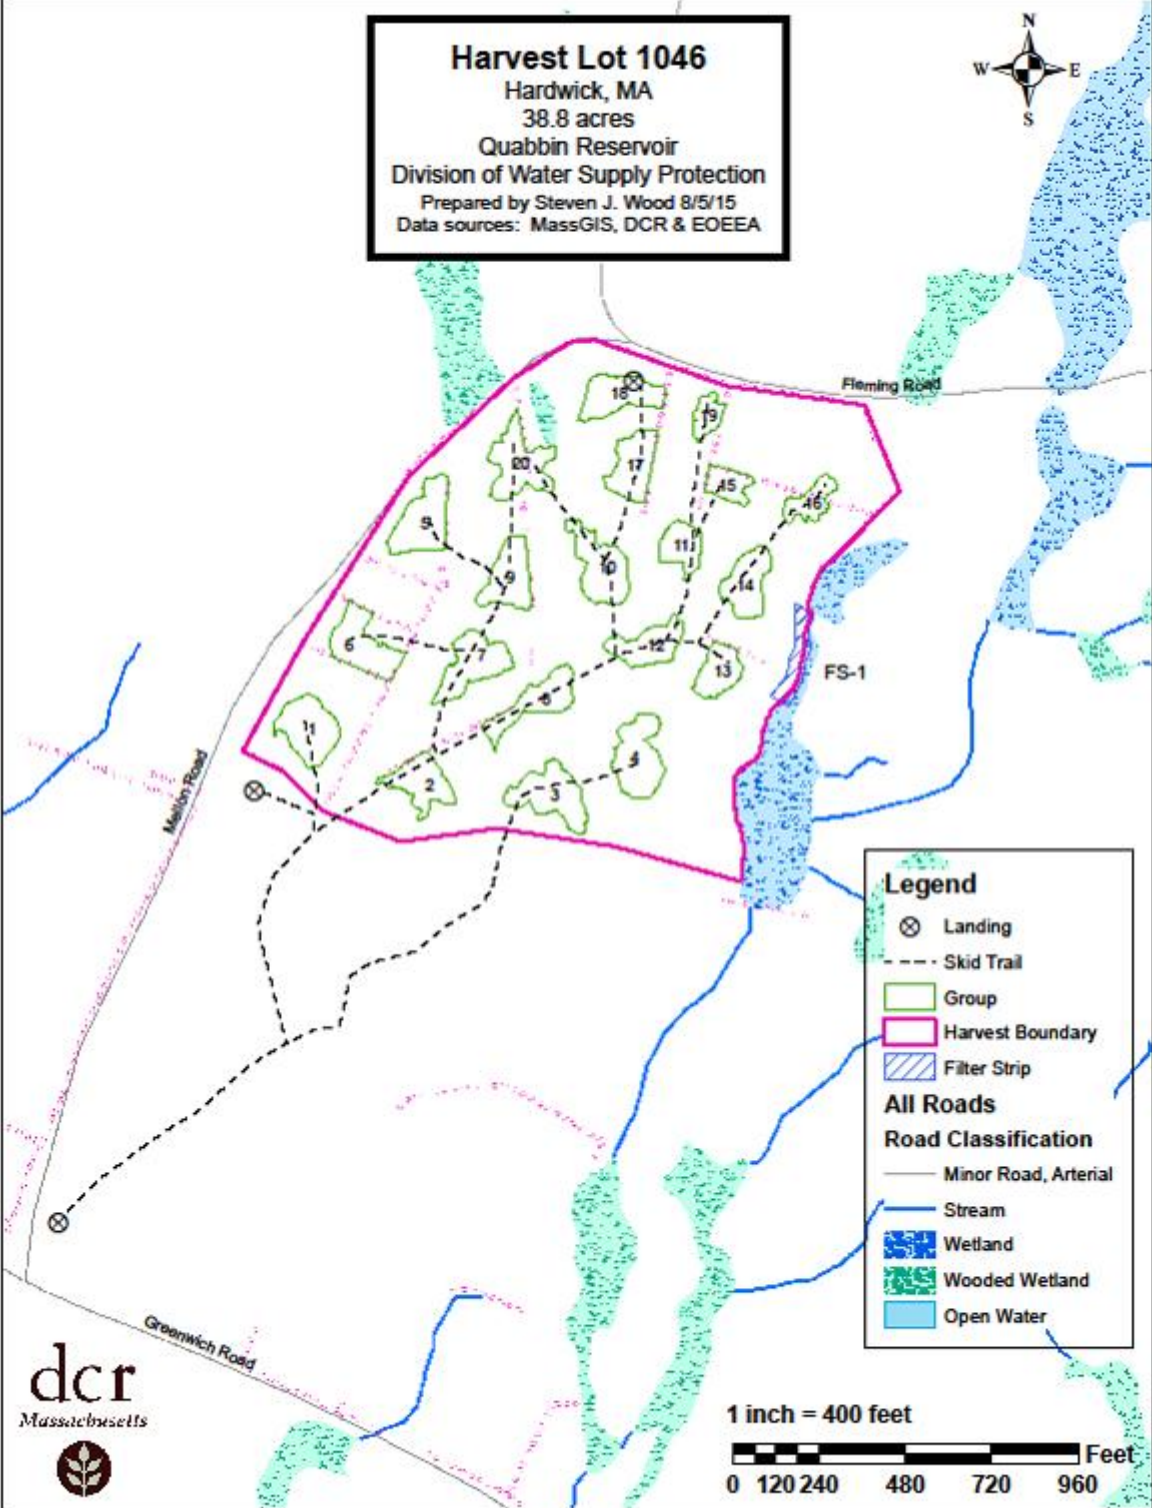 Harvest Lot 1046
Hardwick, MA
38.8 acres
Quabbin Reservoir
Division of Water Supply Protection
Prepared by Steven J. Wood 8/5/15
Data sources: MassGIS, DCR & EOEEA
N
W E
S
Fleming Road
18
19
20
17
15
16
5
11
9
10
14
6
7
12
13
FS-1
8
1
4
2
3
Mellon Road
Legend
Landing
Skid Trail
Group
Harvest Boundary
Filter Strip
All Roads
Road Classification
Minor Road, Arterial
Stream
Wetland
Wooded Wetland
Open Water
Greenwich Road
dcr
Massachusetts
1 inch = 400 feet
Feet
0 120 240 480 720 960